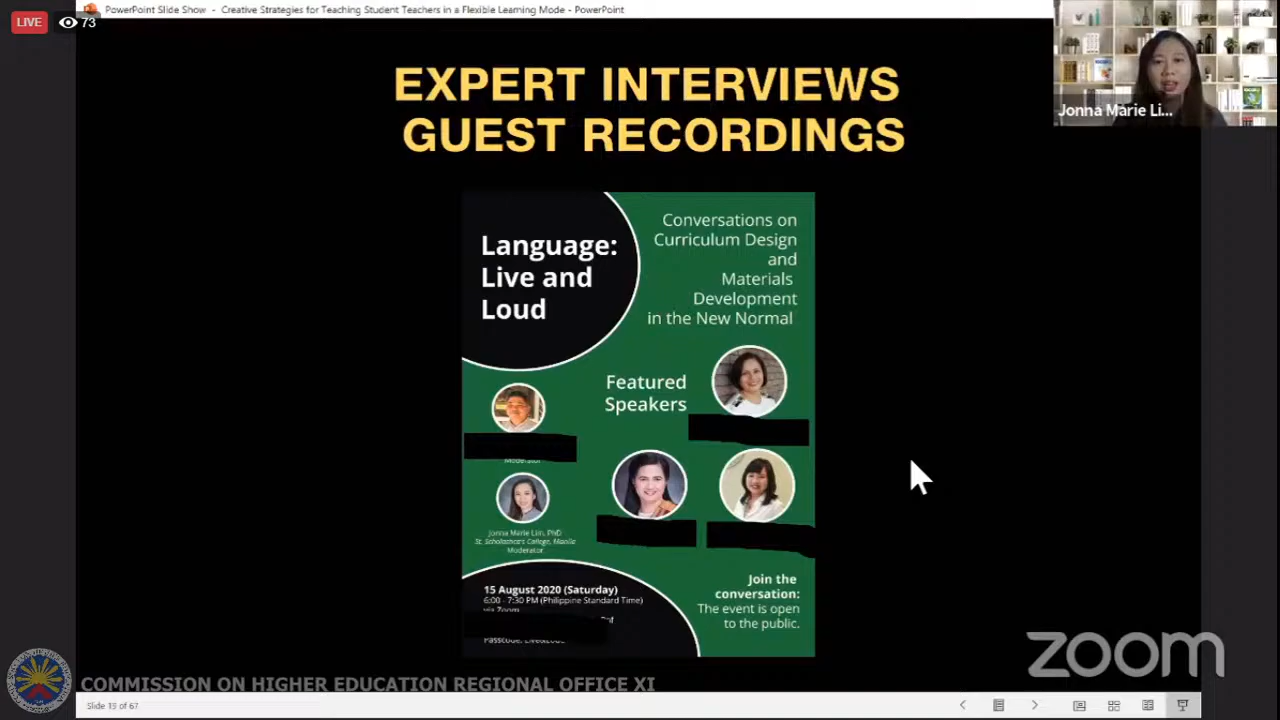 LIVE 73
PowerPoint Slide Show - Creative Strategies for Teaching Student Teachers in a Flexible Learning Mode - PowerPoint
Jonna Marie Li...
EXPERT INTERVIEWS
GUEST RECORDINGS
Language:
Live and
Loud
Conversations on
Curriculum Design
and
Materials
Development
in the New Normal
Featured
Speakers
Moderator
Jonna Marie Lim, PhD
St. Scholastica's College, Manila
Moderator
15 August 2020 (Saturday)
6:00 - 7:30 PM (Philippine Standard Time)
via Zoom
Join the
conversation:
The event is open
to the public.
zoom
COMMISSION ON HIGHER EDUCATION REGIONAL OFFICE XI
Slide 19 of 67